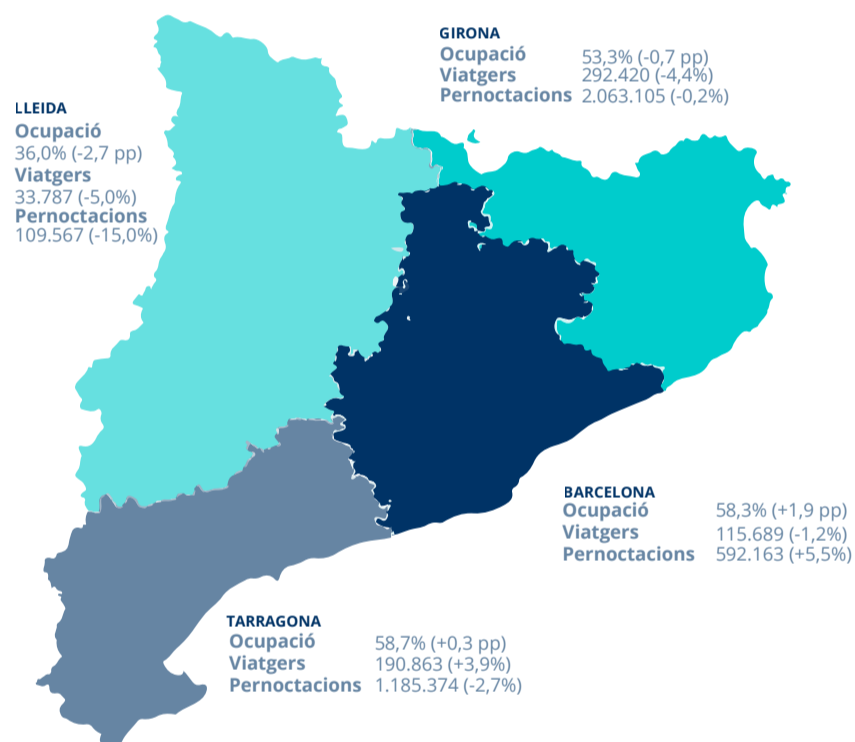 GIRONA
Ocupació 53,3% (-0,7 pp)
Viatgers 292.420 (-4,4%)
Pernoctacions 2.063.105 (-0,2%)
LLEIDA
Ocupació
36,0% (-2,7 pp)
Viatgers
33.787 (-5,0%)
Pernoctacions
109.567 (-15,0%)
BARCELONA
Ocupació 58,3% (+1,9 pp)
Viatgers 115.689 (-1,2%)
Pernoctacions 592.163 (+5,5%)
TARRAGONA
Ocupació 58,7% (+0,3 pp)
Viatgers 190.863 (+3,9%)
Pernoctacions 1.185.374 (-2,7%)